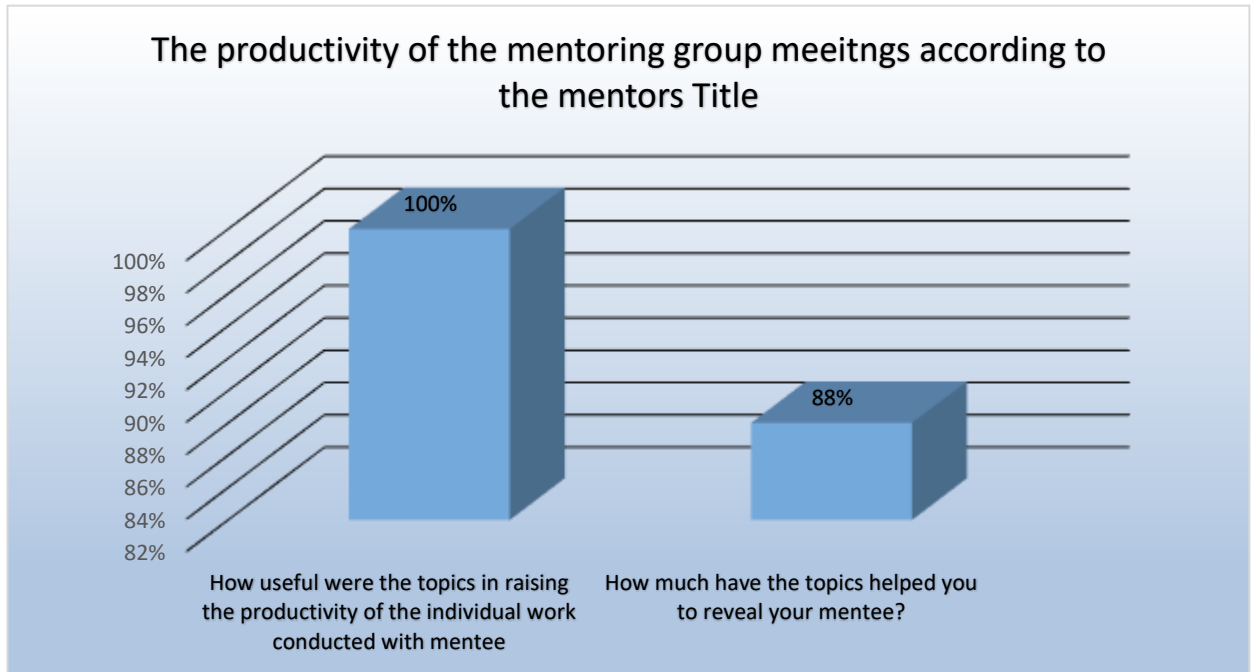 The productivity of the mentoring group meeitngs according to
the mentors Title
100%
98%
96%
94%
92%
90%
88%
86%
84%
82%
100%
88%
How useful were the topics in raising
the productivity of the individual work
conducted with mentee
How much have the topics helped you
to reveal your mentee?